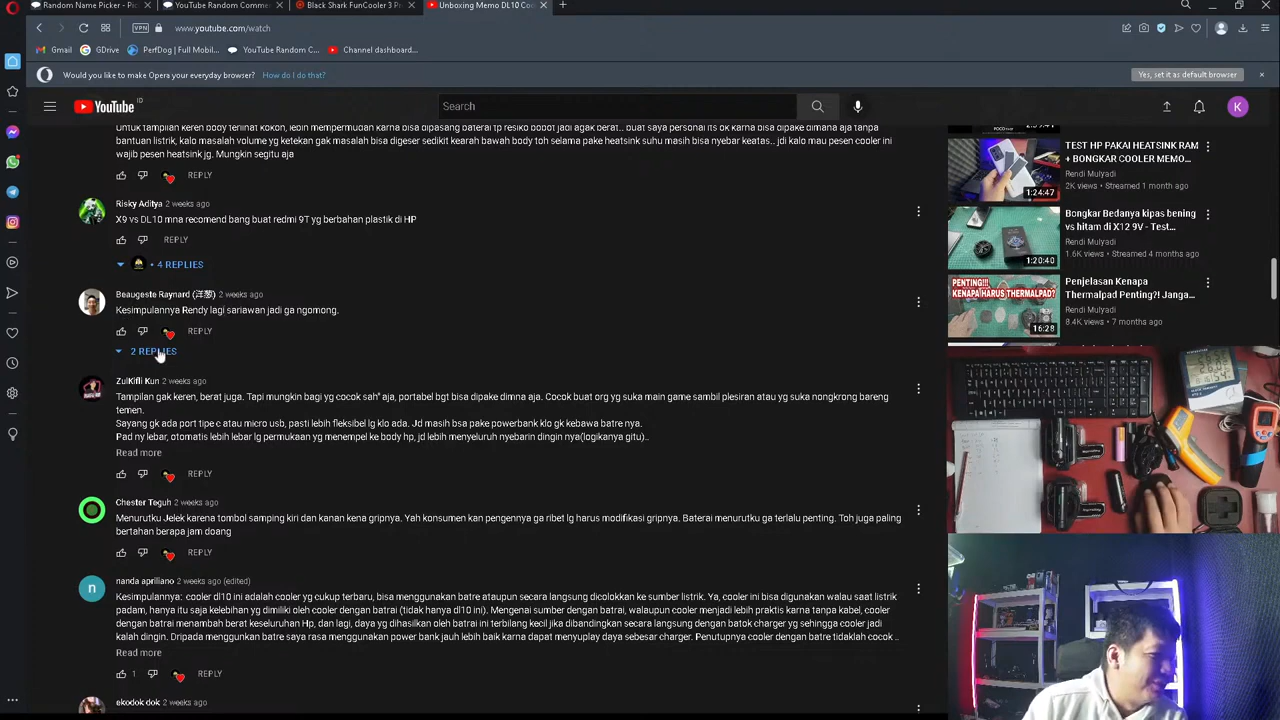 Random Name Picker - Pi
YouTube Random Comme
Black Shark FunCooler 3 Pr
Unboxing Memo DL10 Coo
VPN
www.youtube.com/watch
Gmail
GDrive
PerfDog | Full Mobil...
YouTube Random C...
Channel dashboard...
Would you like to make Opera your everyday browser?
How do I do that?
Yes, set it as default browser
YouTube ID
Search
K
Untuk tampilan keren body terlihat kokoh, lebih mempermudah karna bisa dipasang baterai tp resiko bobot jadi agak berat.. buat saya personal its ok karna bisa dipake dimana aja tanpa
bantuan listrik, kalo masalah volume yg ketekan gak masalah bisa digeser sedikit kearah bawah body toh selama pake heatsink suhu masih bisa nyebar keatas.. jdi kalo mau pesen cooler ini
wajib pesen heatsink jg. Mungkin segitu aja
REPLY
Risky Aditya 2 weeks ago
X9 vs DL10 mna recomend bang buat redmi 9T yg berbahan plastik di HP
REPLY
• 4 REPLIES
Beaugeste Raynard (洋葱) 2 weeks ago
Kesimpulannya Rendy lagi sariawan jadi ga ngomong.
REPLY
2 REPLIES
ZulKifli Kun 2 weeks ago
Tampilan gak keren, berat juga. Tapi mungkin bagi yg cocok sah" aja, portabel bgt bisa dipake dimna aja. Cocok buat org yg suka main game sambil plesiran atau yg suka nongkrong bareng
temen.
Sayang gk ada port tipe c atau micro usb, pasti lebih fleksibel lg klo ada. Jd masih bsa pake powerbank klo gk kebawa batre nya.
Pad ny lebar, otomatis lebih lebar lg permukaan yg menempel ke body hp, jd lebih menyeluruh nyebarin dingin nya(logikanya gitu)..
Read more
REPLY
Chester Teguh 2 weeks ago
Menurutku Jelek karena tombol samping kiri dan kanan kena gripnya. Yah konsumen kan pengennya ga ribet lg harus modifikasi gripnya. Baterai menurutku ga terlalu penting. Toh juga paling
bertahan berapa jam doang
REPLY
n
nanda apriliano 2 weeks ago (edited)
Kesimpulannya: cooler dl10 ini adalah cooler yg cukup terbaru, bisa menggunakan batre ataupun secara langsung dicolokkan ke sumber listrik. Ya, cooler ini bisa digunakan walau saat listrik
padam, hanya itu saja kelebihan yg dimiliki oleh cooler dengan batrai (tidak hanya dl10 ini). Mengenai sumber dengan batrai, walaupun cooler menjadi lebih praktis karna tanpa kabel, cooler
dengan batrai menambah berat keseluruhan Hp, dan lagi, daya yg dihasilkan oleh batrai ini terbilang kecil jika dibandingkan secara langsung dengan batok charger yg sehingga cooler jadi
kalah dingin. Dripada menggunkan batre saya rasa menggunakan power bank jauh lebih baik karna dapat menyuplay daya sebesar charger. Penutupnya cooler dengan batre tidaklah cocok ..
Read more
1 REPLY
ekodok dok 2 weeks ago
TEST HP PAKAI HEATSINK RAM
+ BONGKAR COOLER MEMO...
Rendi Mulyadi
2K views • Streamed 1 month ago
1:24:47
Bongkar Bedanya kipas bening
vs hitam di X12 9V - Test...
Rendi Mulyadi
1.6K views • Streamed 4 months ago
1:20:40
Penjelasan Kenapa
Thermalpad Penting?! Janga...
Rendi Mulyadi
8.4K views • 7 months ago
PENTING!!!
KENAPA HARUS THERMALPAD?
16:28